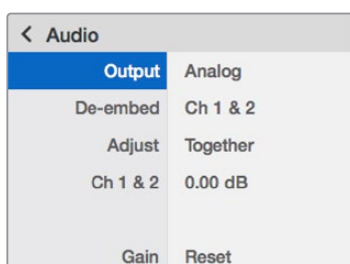 < Audio
Output Analog
De-embed Ch 1 & 2
Adjust Together
Ch 1 & 2 0.00 dB
Gain Reset